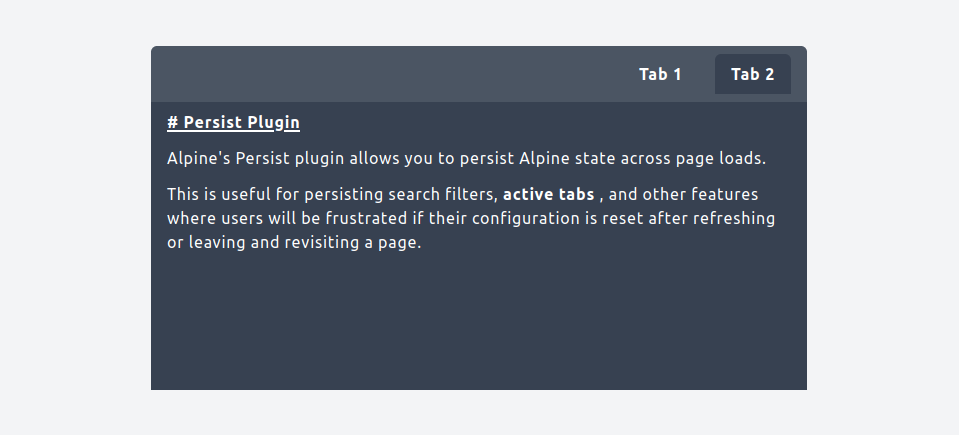 Tab 1
Tab 2
# Persist Plugin
Alpine's Persist plugin allows you to persist Alpine state across page loads.
This is useful for persisting search filters, active tabs , and other features
where users will be frustrated if their configuration is reset after refreshing
or leaving and revisiting a page.